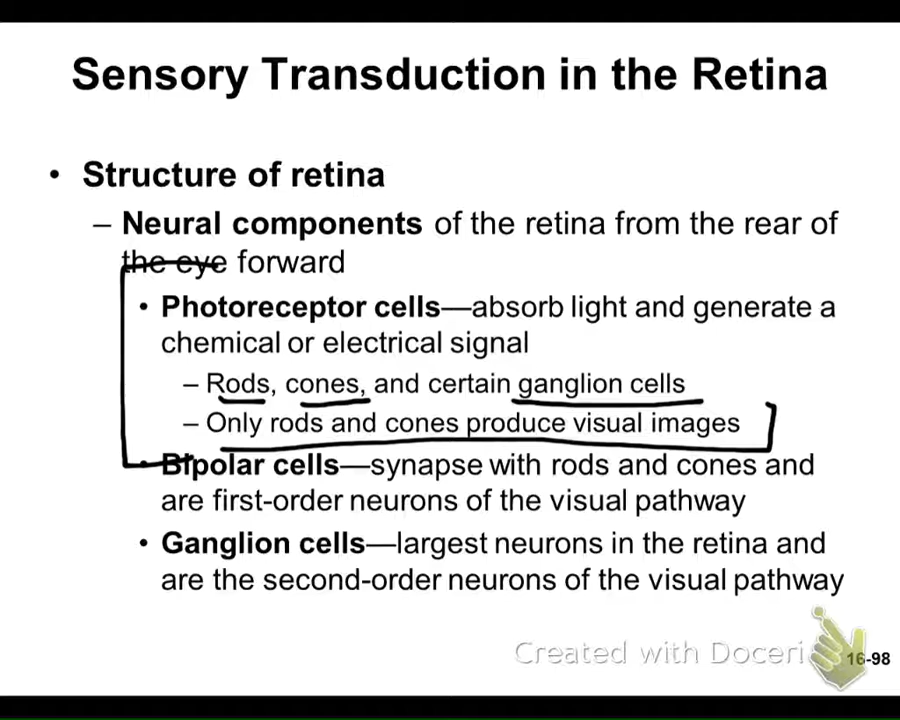 Sensory Transduction in the Retina
• Structure of retina
– Neural components of the retina from the rear of
the eye forward
• Photoreceptor cells—absorb light and generate a
chemical or electrical signal
– Rods, cones, and certain ganglion cells
– Only rods and cones produce visual images
• Bipolar cells—synapse with rods and cones and
are first-order neurons of the visual pathway
• Ganglion cells—largest neurons in the retina and
are the second-order neurons of the visual pathway
Created with Doceri
16-98